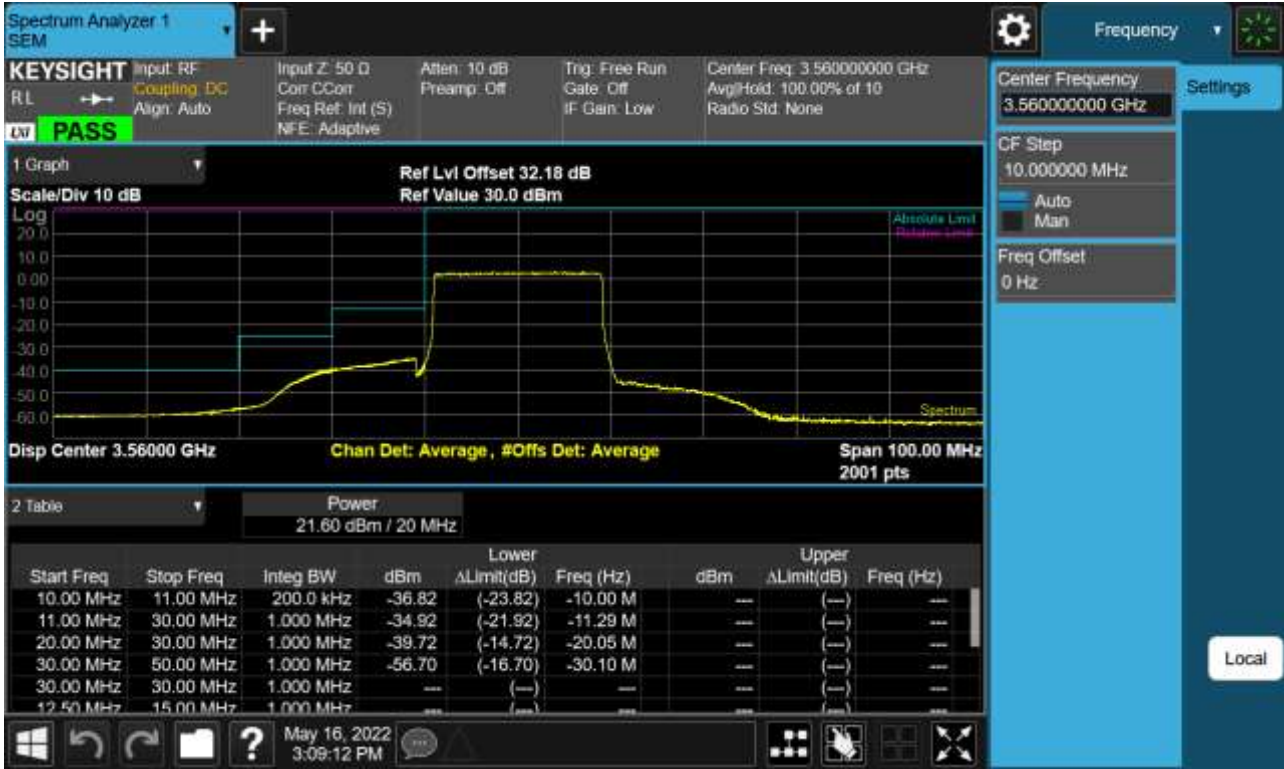 Spectrum Analyzer 1
SEM
Frequency
KEYSIGHT
RL
LXI
PASS
Input: RF
Coupling: DC
Align: Auto
Input Z: 50 Ω
Corr CCorr
Freq Ref: Int (S)
NFE: Adaptive
Atten: 10 dB
Preamp: Off
Trig: Free Run
Gate: Off
IF Gain: Low
Center Freq: 3.560000000 GHz
Avg|Hold: 100.00% of 10
Radio Std: None
Center Frequency
3.560000000 GHz
Settings
CF Step
10.000000 MHz
Auto
Man
Freq Offset
0 Hz
Local
1 Graph
Scale/Div 10 dB
Ref Lvl Offset 32.18 dB
Ref Value 30.0 dBm
Log
20.0
10.0
0.00
-10.0
-20.0
-30.0
-40.0
-50.0
-60.0
Absolute Limit
Relative Limit
Spectrum
Disp Center 3.56000 GHz
Chan Det: Average, #Offs Det: Average
Span 100.00 MHz
2001 pts
2 Table
Power
21.60 dBm / 20 MHz
Lower Upper
Start Freq Stop Freq Integ BW dBm ΔLimit(dB) Freq (Hz) dBm ΔLimit(dB) Freq (Hz)
10.00 MHz 11.00 MHz 200.0 kHz -36.82 (-23.82) -10.00 M --- (---) ---
11.00 MHz 30.00 MHz 1.000 MHz -34.92 (-21.92) -11.29 M --- (---) ---
20.00 MHz 30.00 MHz 1.000 MHz -39.72 (-14.72) -20.05 M --- (---) ---
30.00 MHz 50.00 MHz 1.000 MHz -56.70 (-16.70) -30.10 M --- (---) ---
30.00 MHz 30.00 MHz 1.000 MHz --- (---) --- --- (---) ---
12.50 MHz 15.00 MHz 1.000 MHz --- (---) --- --- (---) ---
?
May 16, 2022
3:09:12 PM